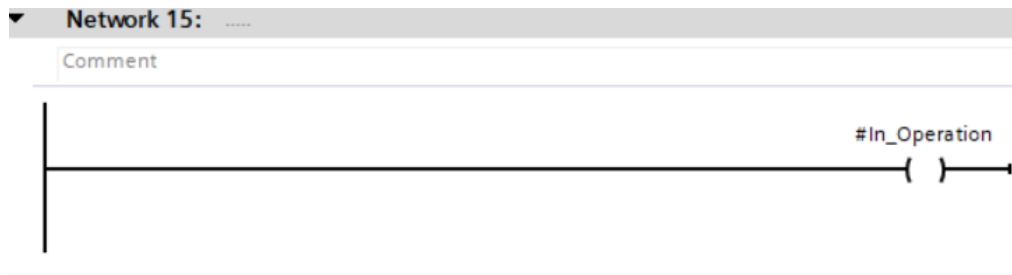 Network 15: .....
Comment
#In_Operation